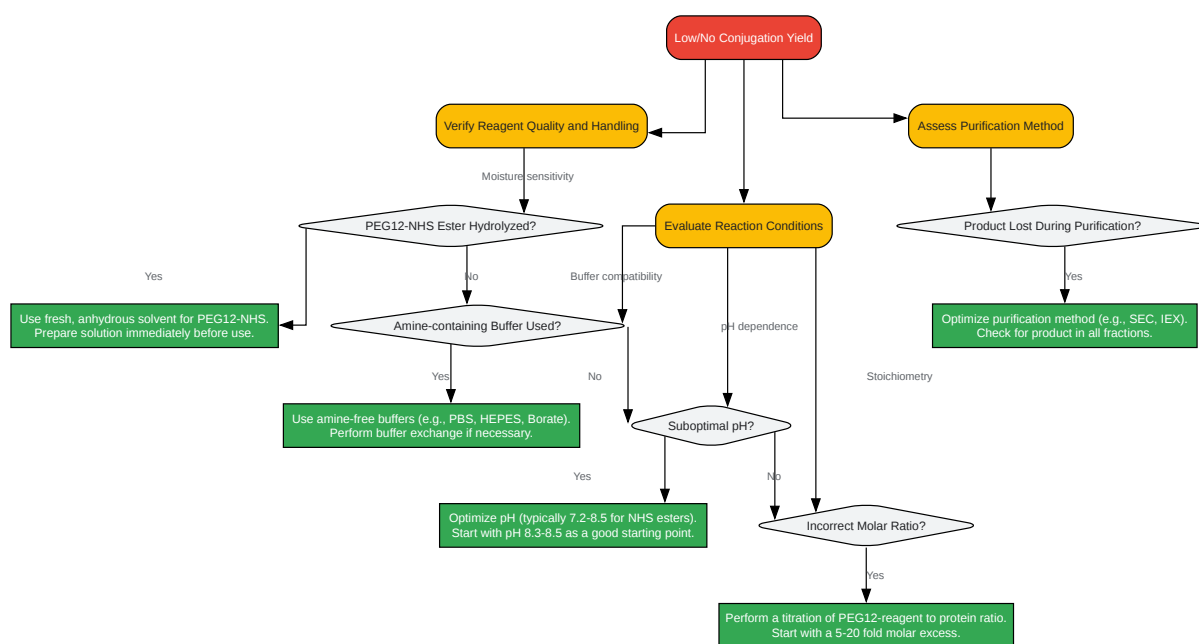 Low/No Conjugation Yield
Verify Reagent Quality and Handling
Assess Purification Method
Moisture sensitivity
PEG12-NHS Ester Hydrolyzed?
Evaluate Reaction Conditions
Product Lost During Purification?
Yes
No
Buffer compatibility
Yes
Use fresh, anhydrous solvent for PEG12-NHS.
Prepare solution immediately before use.
Amine-containing Buffer Used?
pH dependence
Optimize purification method (e.g., SEC, IEX).
Check for product in all fractions.
Yes
No
Stoichiometry
Use amine-free buffers (e.g., PBS, HEPES, Borate).
Perform buffer exchange if necessary.
Suboptimal pH?
Yes
No
Optimize pH (typically 7.2-8.5 for NHS esters).
Start with pH 8.3-8.5 as a good starting point.
Incorrect Molar Ratio?
Yes
Perform a titration of PEG12-reagent to protein ratio.
Start with a 5-20 fold molar excess.